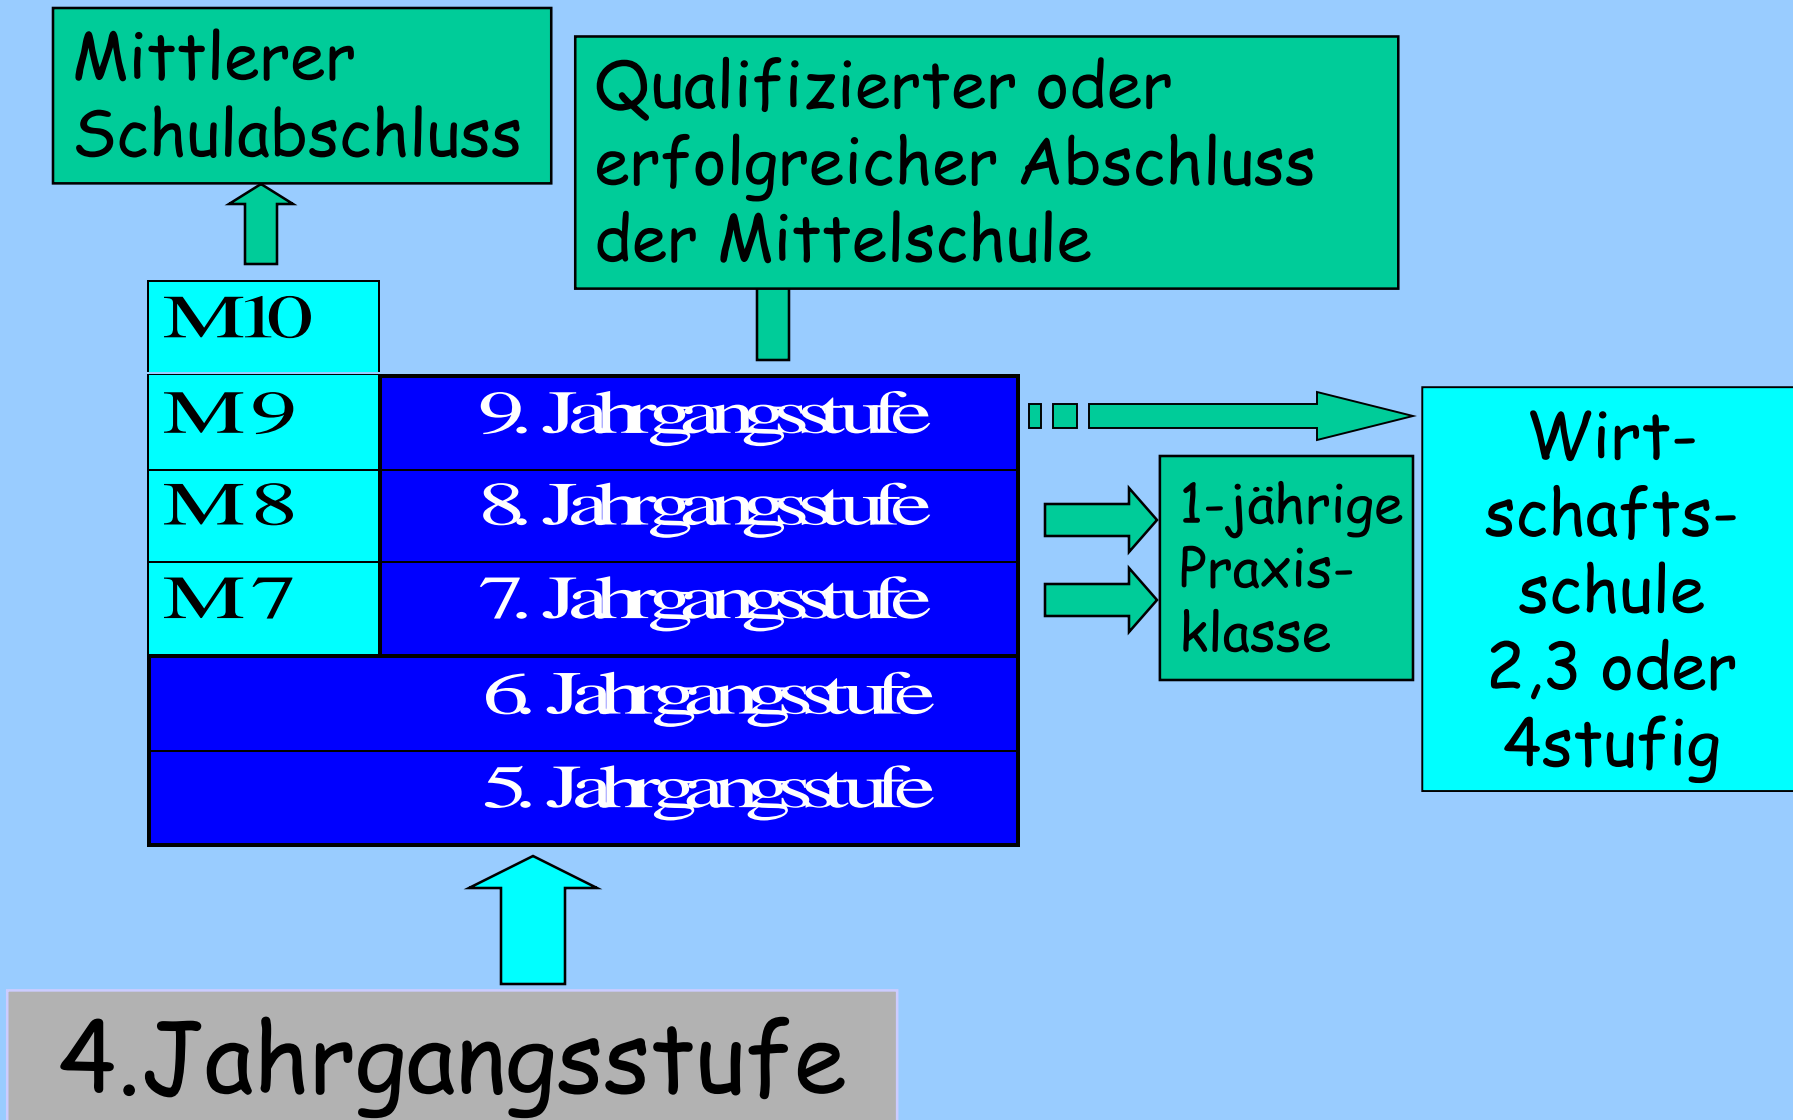 Mittlerer
Schulabschluss
Qualifizierter oder
erfolgreicher Abschluss
der Mittelschule
M10
M9
9. Jahrgangsstufe
M8
8. Jahrgangsstufe
M7
7. Jahrgangsstufe
6. Jahrgangsstufe
5. Jahrgangsstufe
1-jährige
Praxis-
klasse
Wirt-
schafts-
schule
2,3 oder
4stufig
4.Jahrgangsstufe